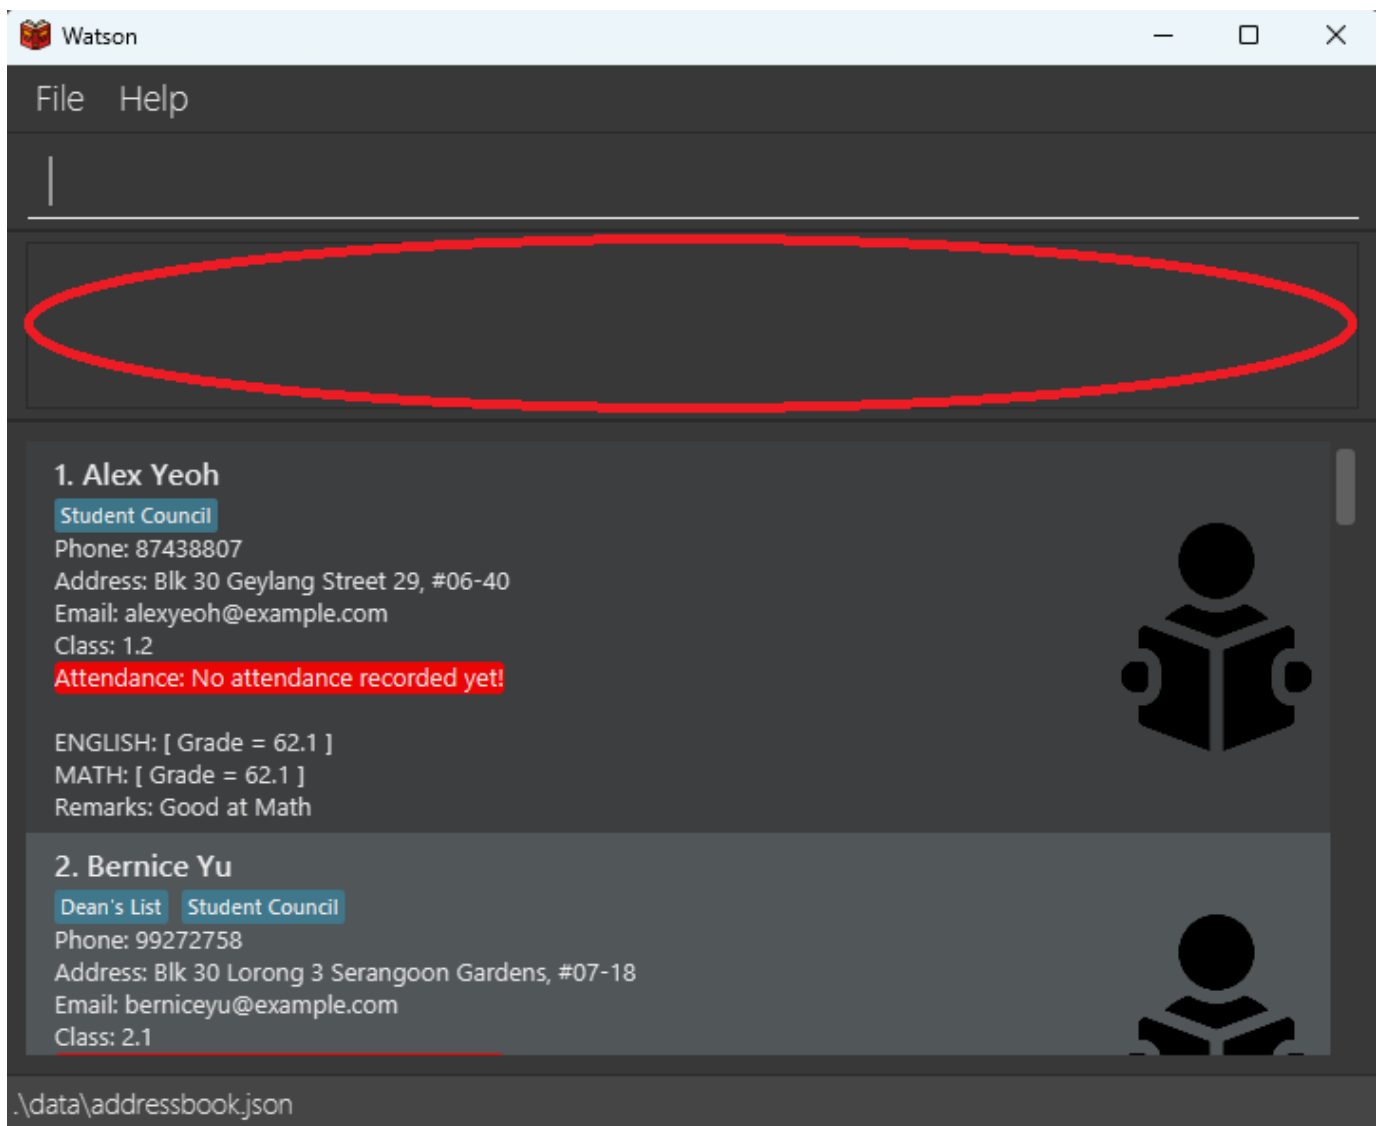 Watson
File Help
1. Alex Yeoh
Student Council
Phone: 87438807
Address: Blk 30 Geylang Street 29, #06-40
Email: alexyeoh@example.com
Class: 1.2
Attendance: No attendance recorded yet!
ENGLISH: [ Grade = 62.1 ]
MATH: [ Grade = 62.1 ]
Remarks: Good at Math
2. Bernice Yu
Dean's List Student Council
Phone: 99272758
Address: Blk 30 Lorong 3 Serangoon Gardens, #07-18
Email: berniceyu@example.com
Class: 2.1
.\data\addressbook.json